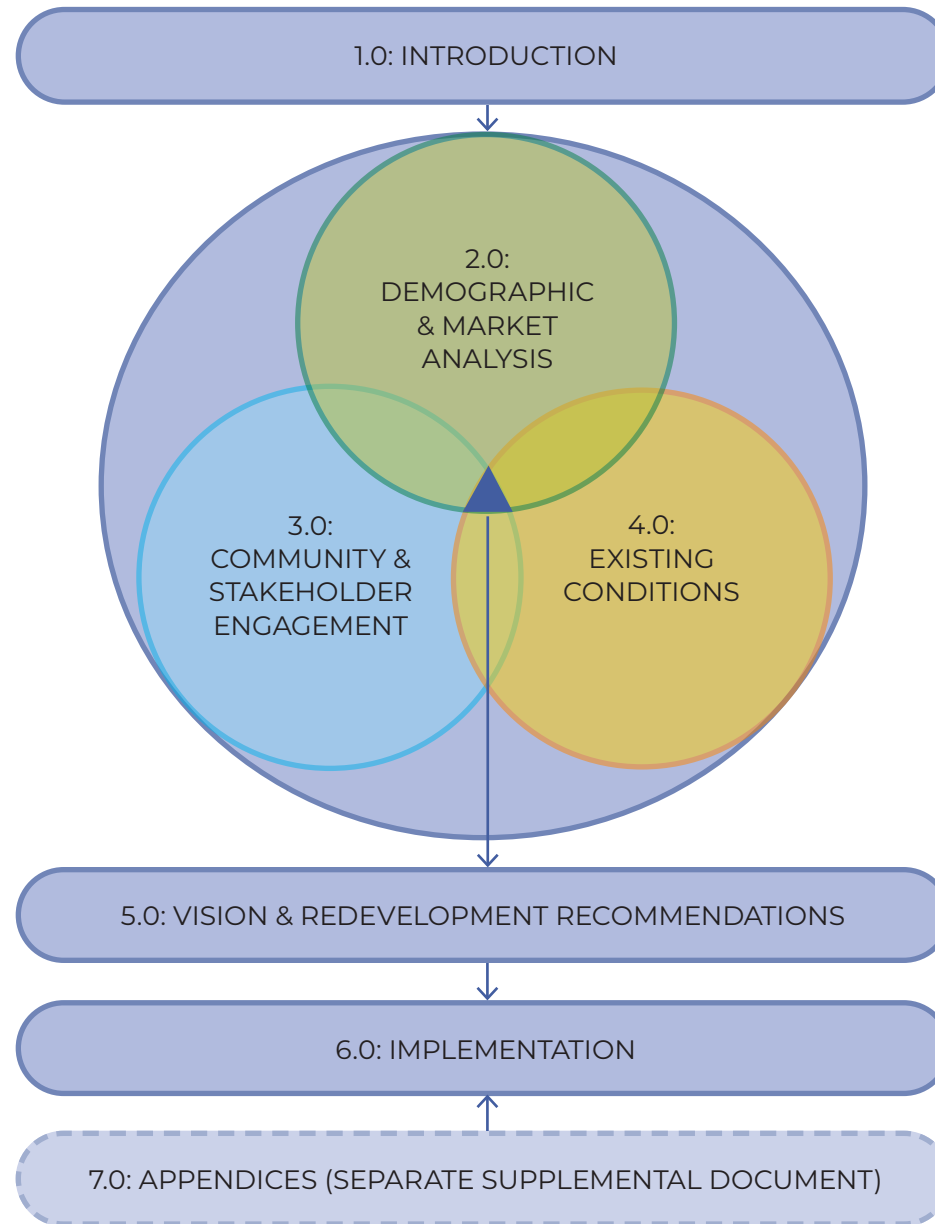 1.0: INTRODUCTION
2.0:
DEMOGRAPHIC
& MARKET
ANALYSIS
3.0:
COMMUNITY &
STAKEHOLDER
ENGAGEMENT
4.0:
EXISTING
CONDITIONS
5.0: VISION & REDEVELOPMENT RECOMMENDATIONS
6.0: IMPLEMENTATION
7.0: APPENDICES (SEPARATE SUPPLEMENTAL DOCUMENT)